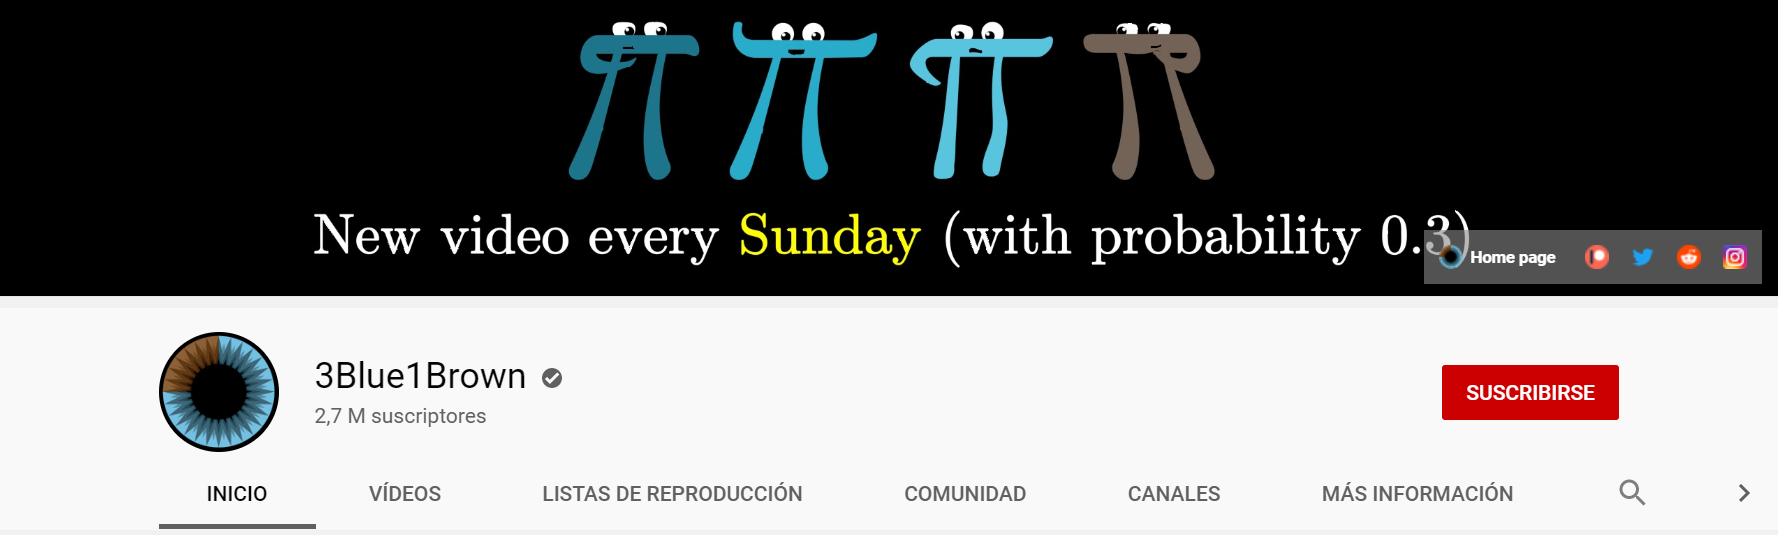 New video every Sunday (with probability 0.3)
Home page
3Blue1Brown
2,7 M suscriptores
SUSCRIBIRSE
INICIO VÍDEOS LISTAS DE REPRODUCCIÓN COMUNIDAD CANALES MÁS INFORMACIÓN